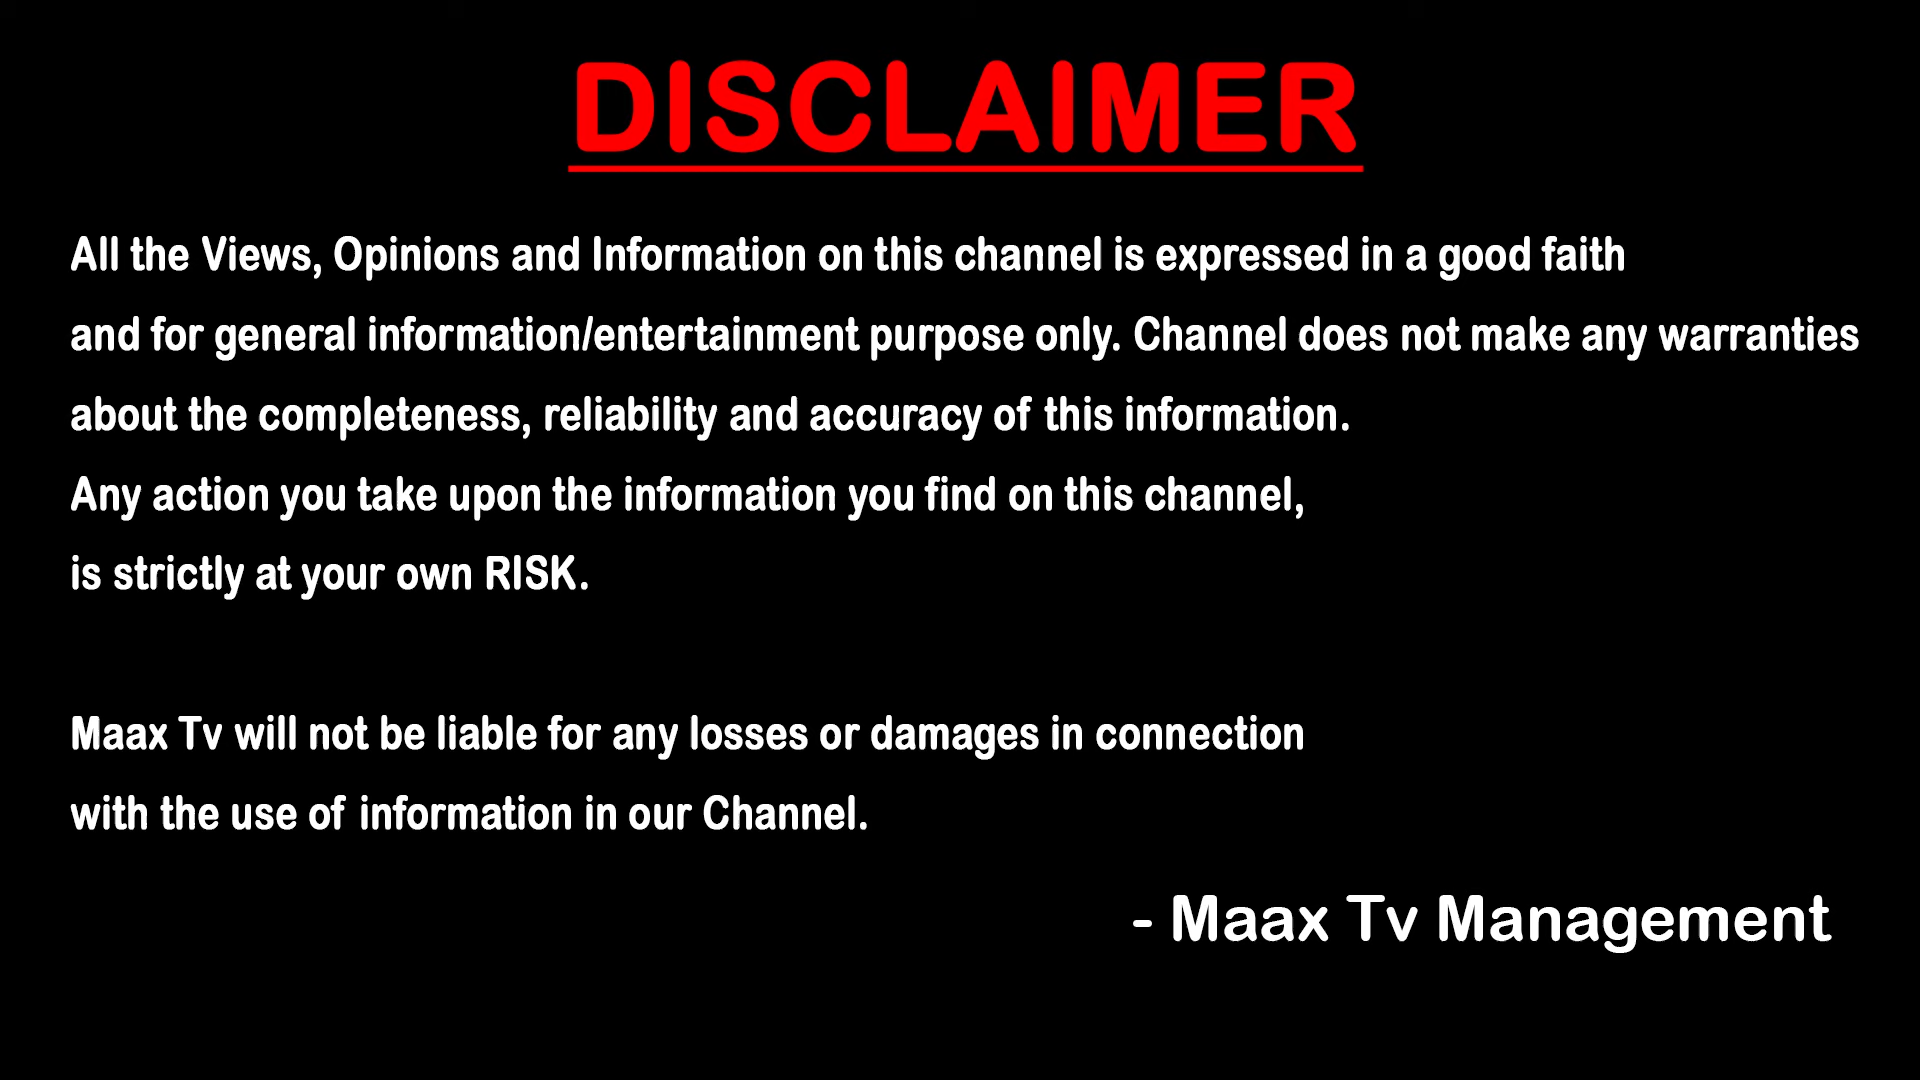 DISCLAIMER
All the Views, Opinions and Information on this channel is expressed in a good faith
and for general information/entertainment purpose only. Channel does not make any warranties
about the completeness, reliability and accuracy of this information.
Any action you take upon the information you find on this channel,
is strictly at your own RISK.
Maax Tv will not be liable for any losses or damages in connection
with the use of information in our Channel.
- Maax Tv Management